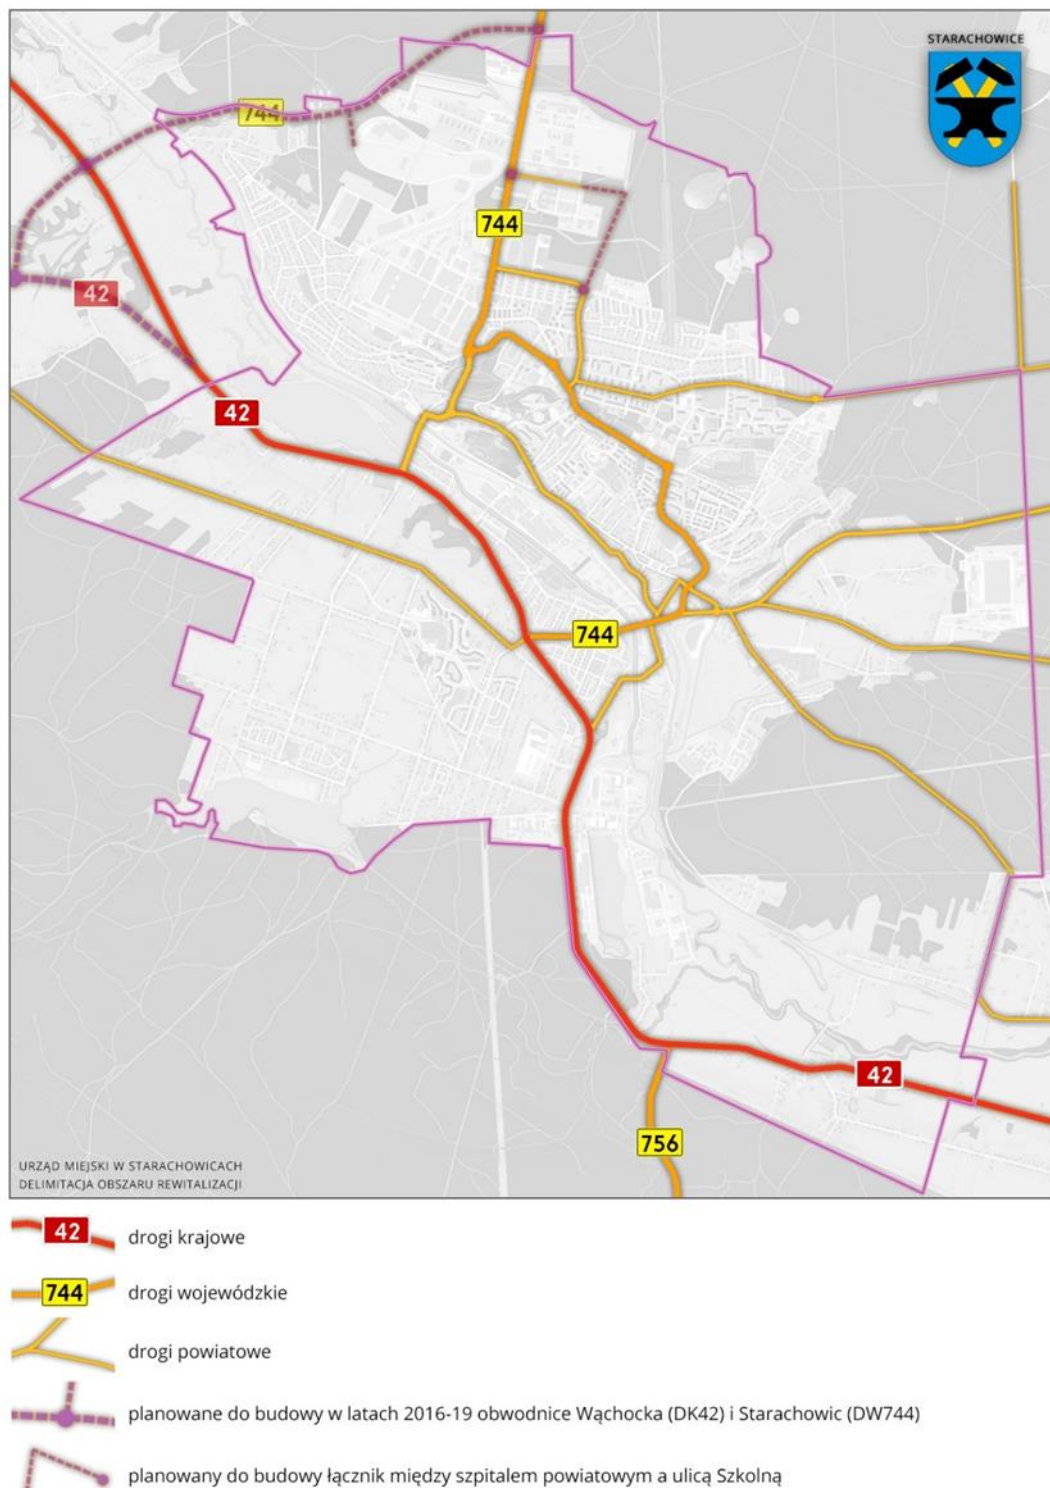 STARACHOWICE
744
744
42
42
744
42
756
URZĄD MIEJSKI W STARACHOWICACH
DELIMITACJA OBSZARU REWITALIZACJI
42 drogi krajowe
744 drogi wojewódzkie
drogi powiatowe
planowane do budowy w latach 2016-19 obwodnice Wąchocka (DK42) i Starachowic (DW744)
planowany do budowy łącznik między szpitalem powiatowym a ulicą Szkolną